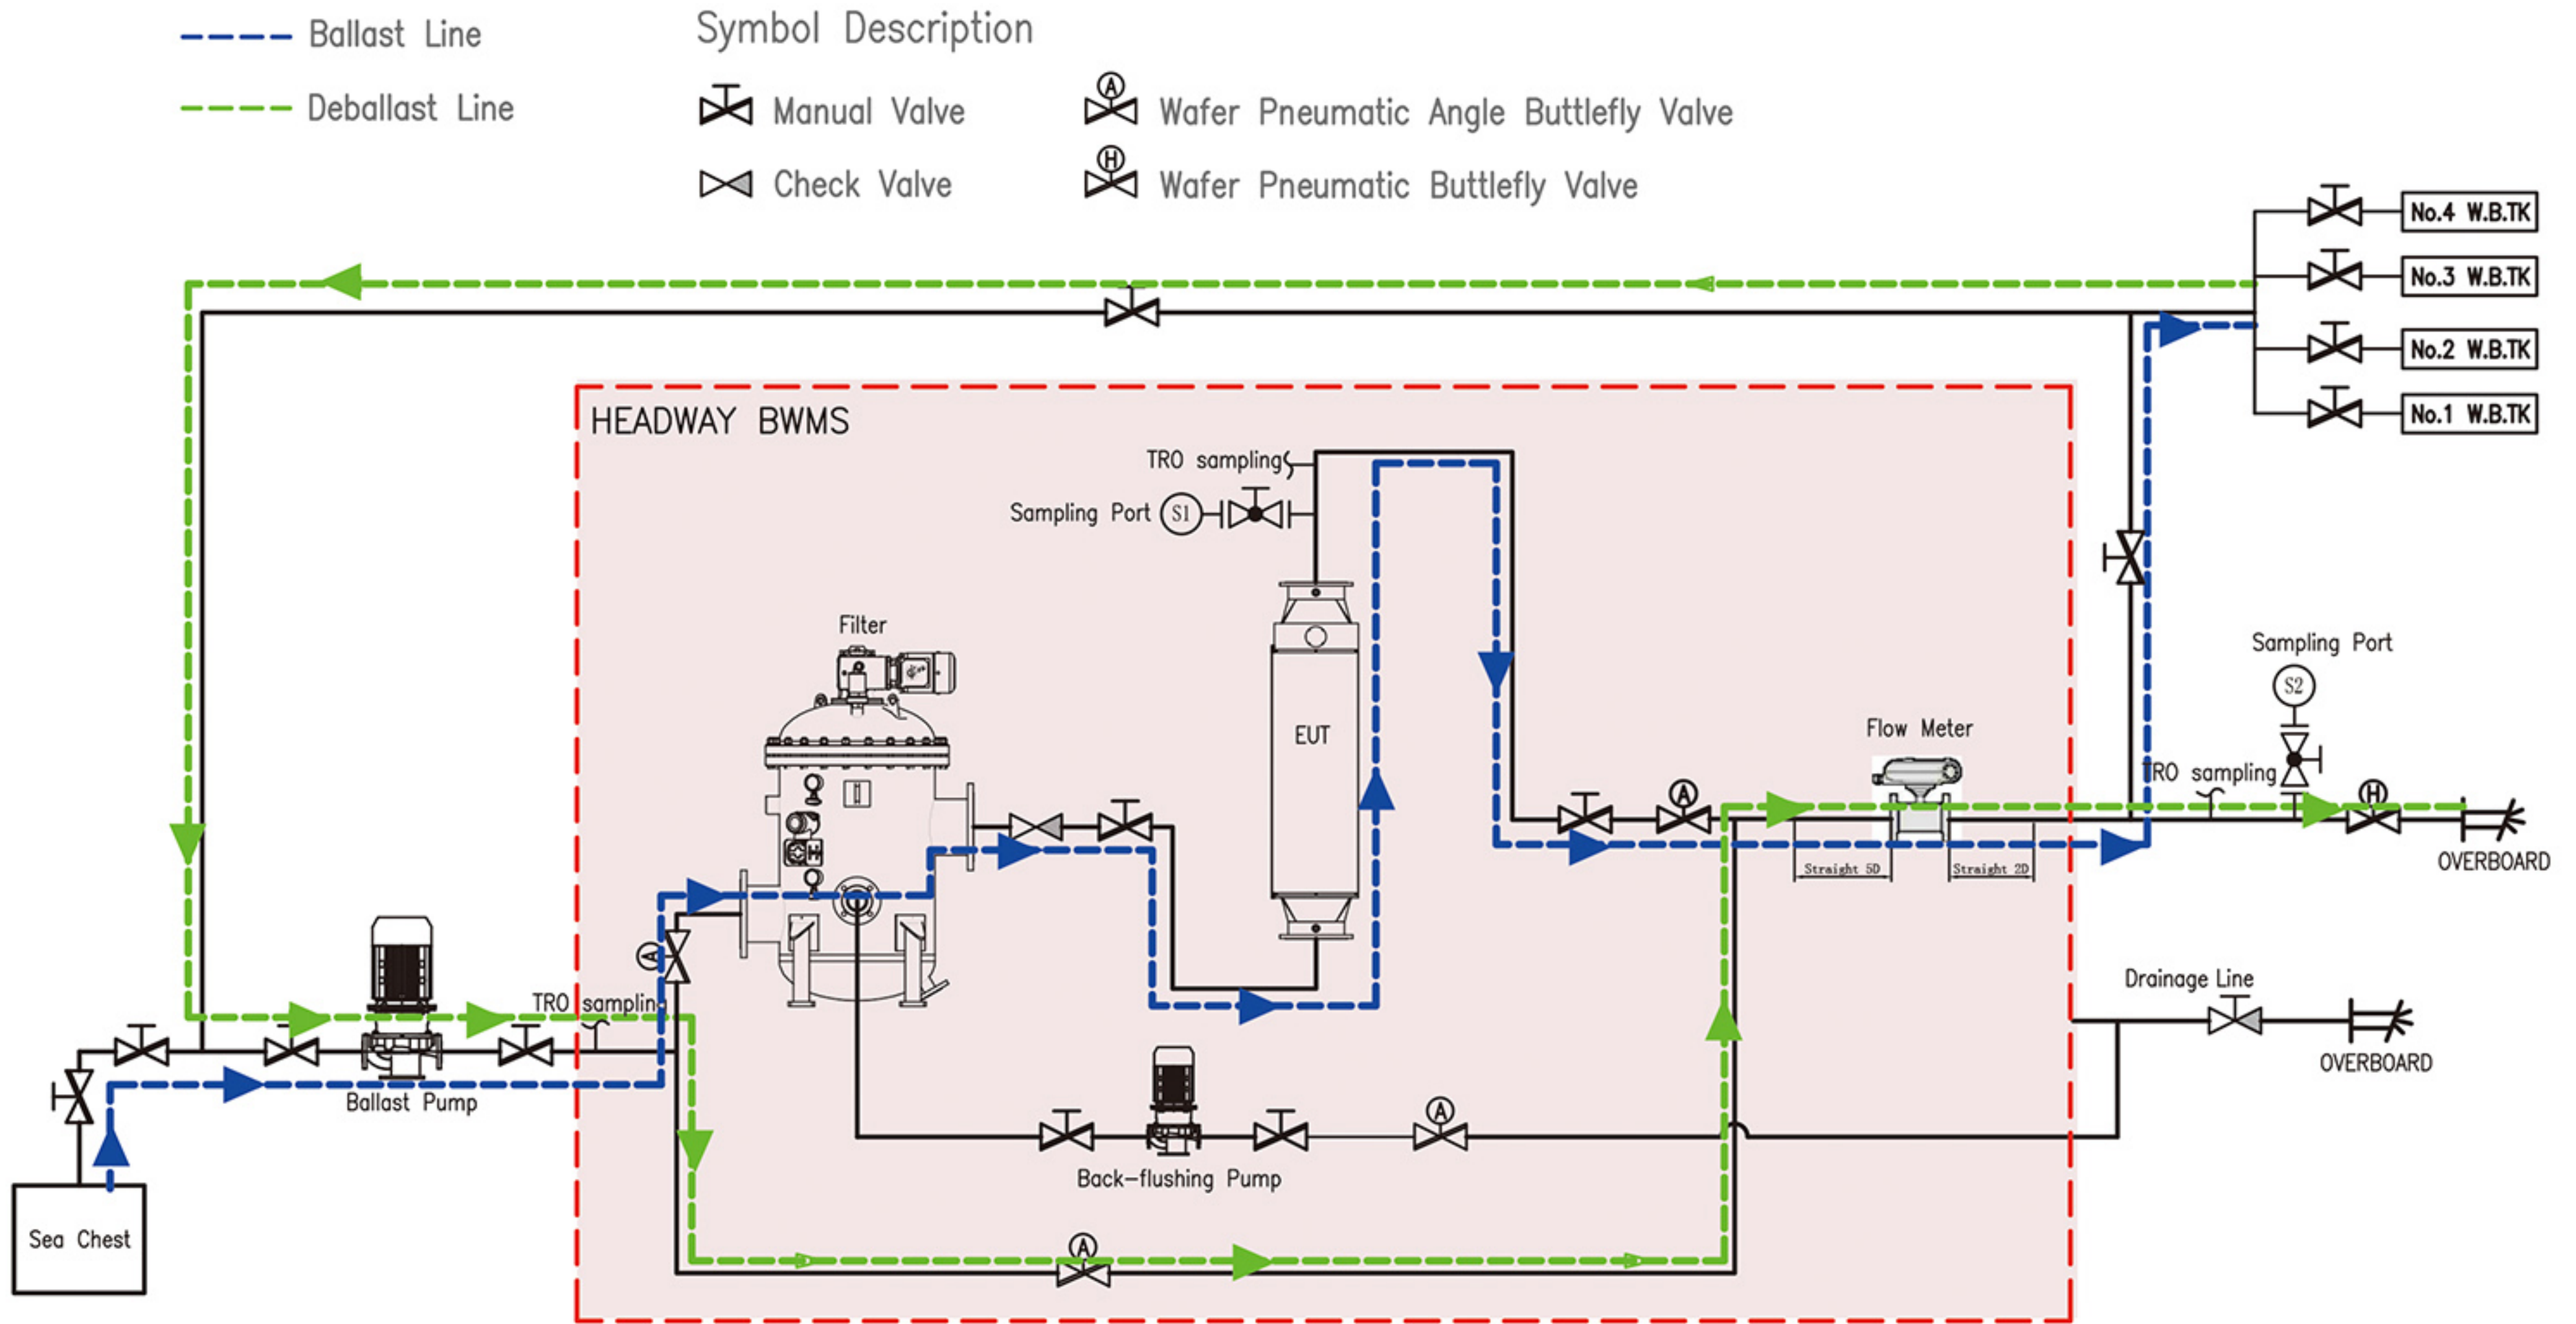 Ballast Line
Deballast Line
Symbol Description
Manual Valve
A
Wafer Pneumatic Angle Buttlefly Valve
Check Valve
H
Wafer Pneumatic Buttlefly Valve
No.4 W.B.TK
No.3 W.B.TK
No.2 W.B.TK
No.1 W.B.TK
HEADWAY BWMS
TRO sampling
Sampling Port S1
Filter
EUT
Flow Meter
A
Straight 5D
Straight 2D
Sampling Port
S2
TRO sampling
H
OVERBOARD
H
A
TRO sampling
Ballast Pump
Sea Chest
Drainage Line
OVERBOARD
A
Back-flushing Pump
A